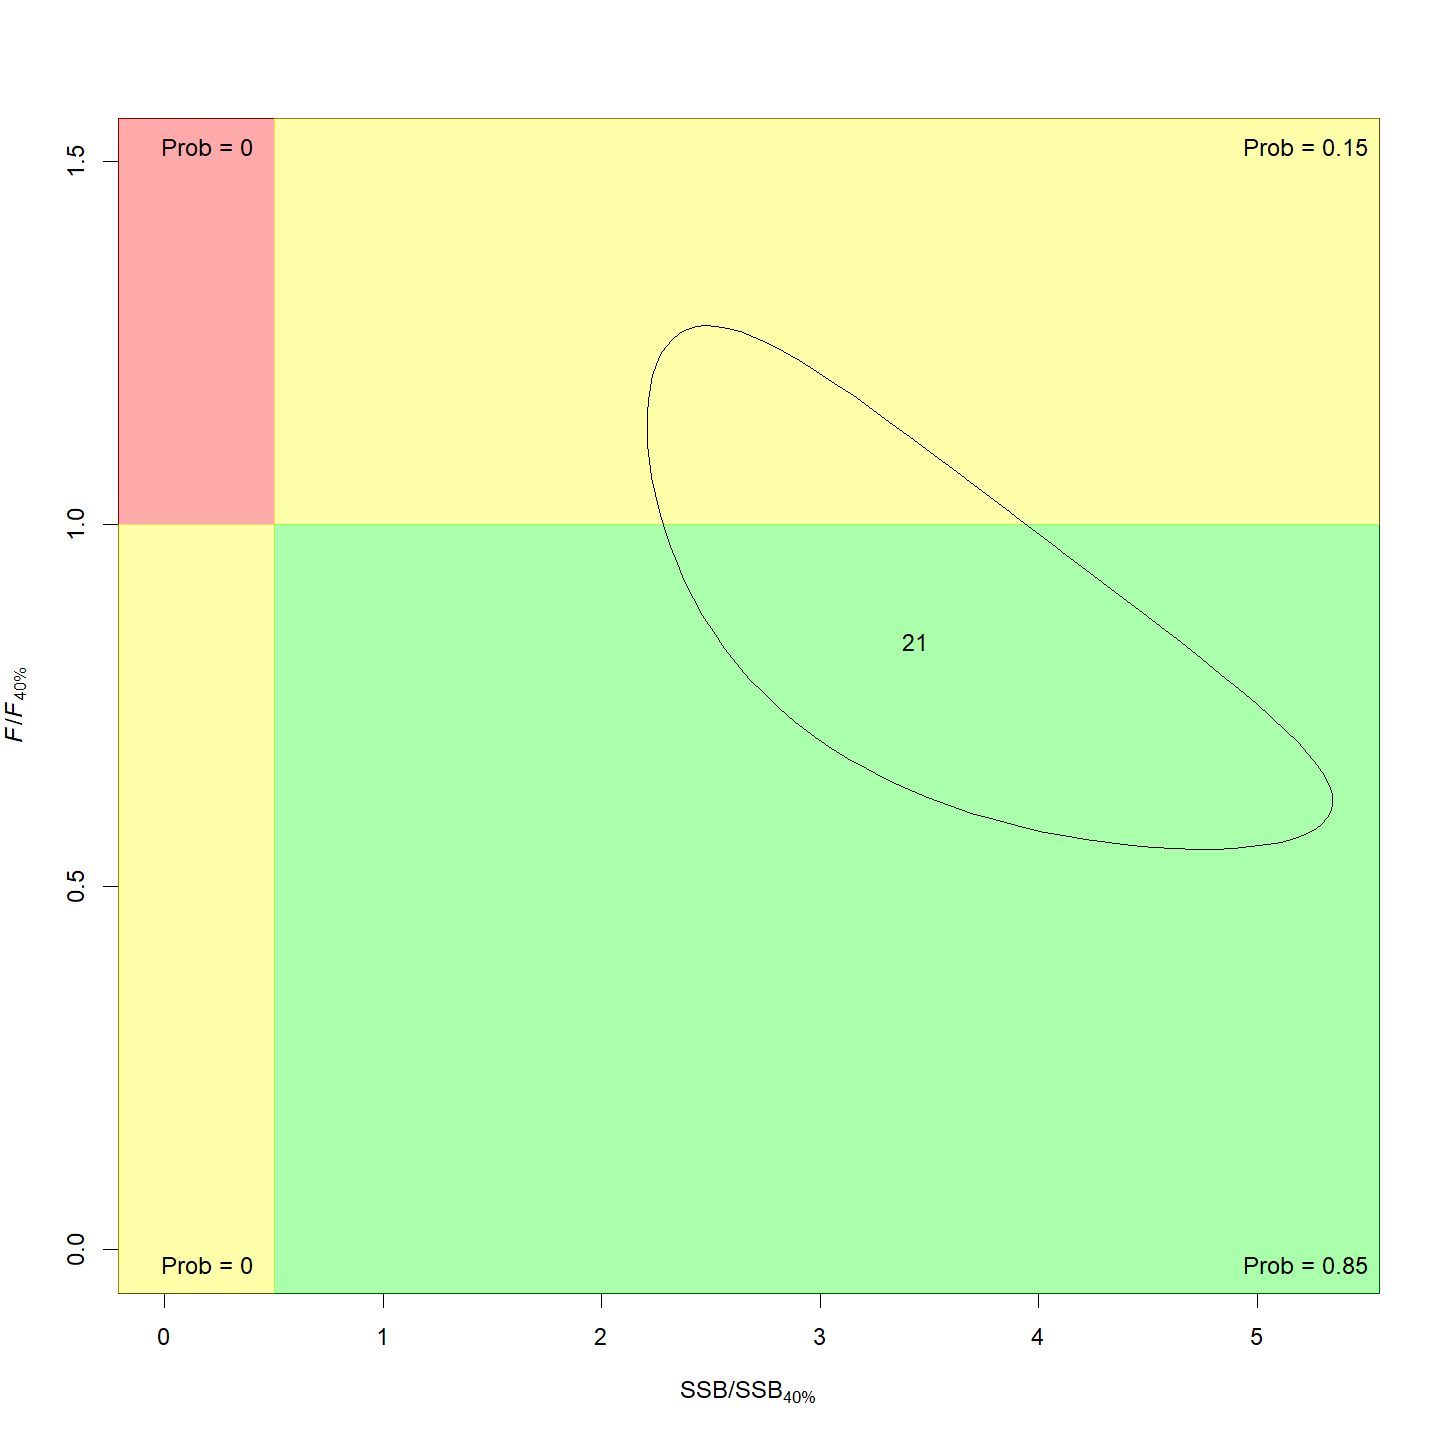 Prob = 0
Prob = 0.15
1.5
1.0
21
F/F40%
0.5
0.0
Prob = 0
Prob = 0.85
0 1 2 3 4 5
SSB/SSB40%